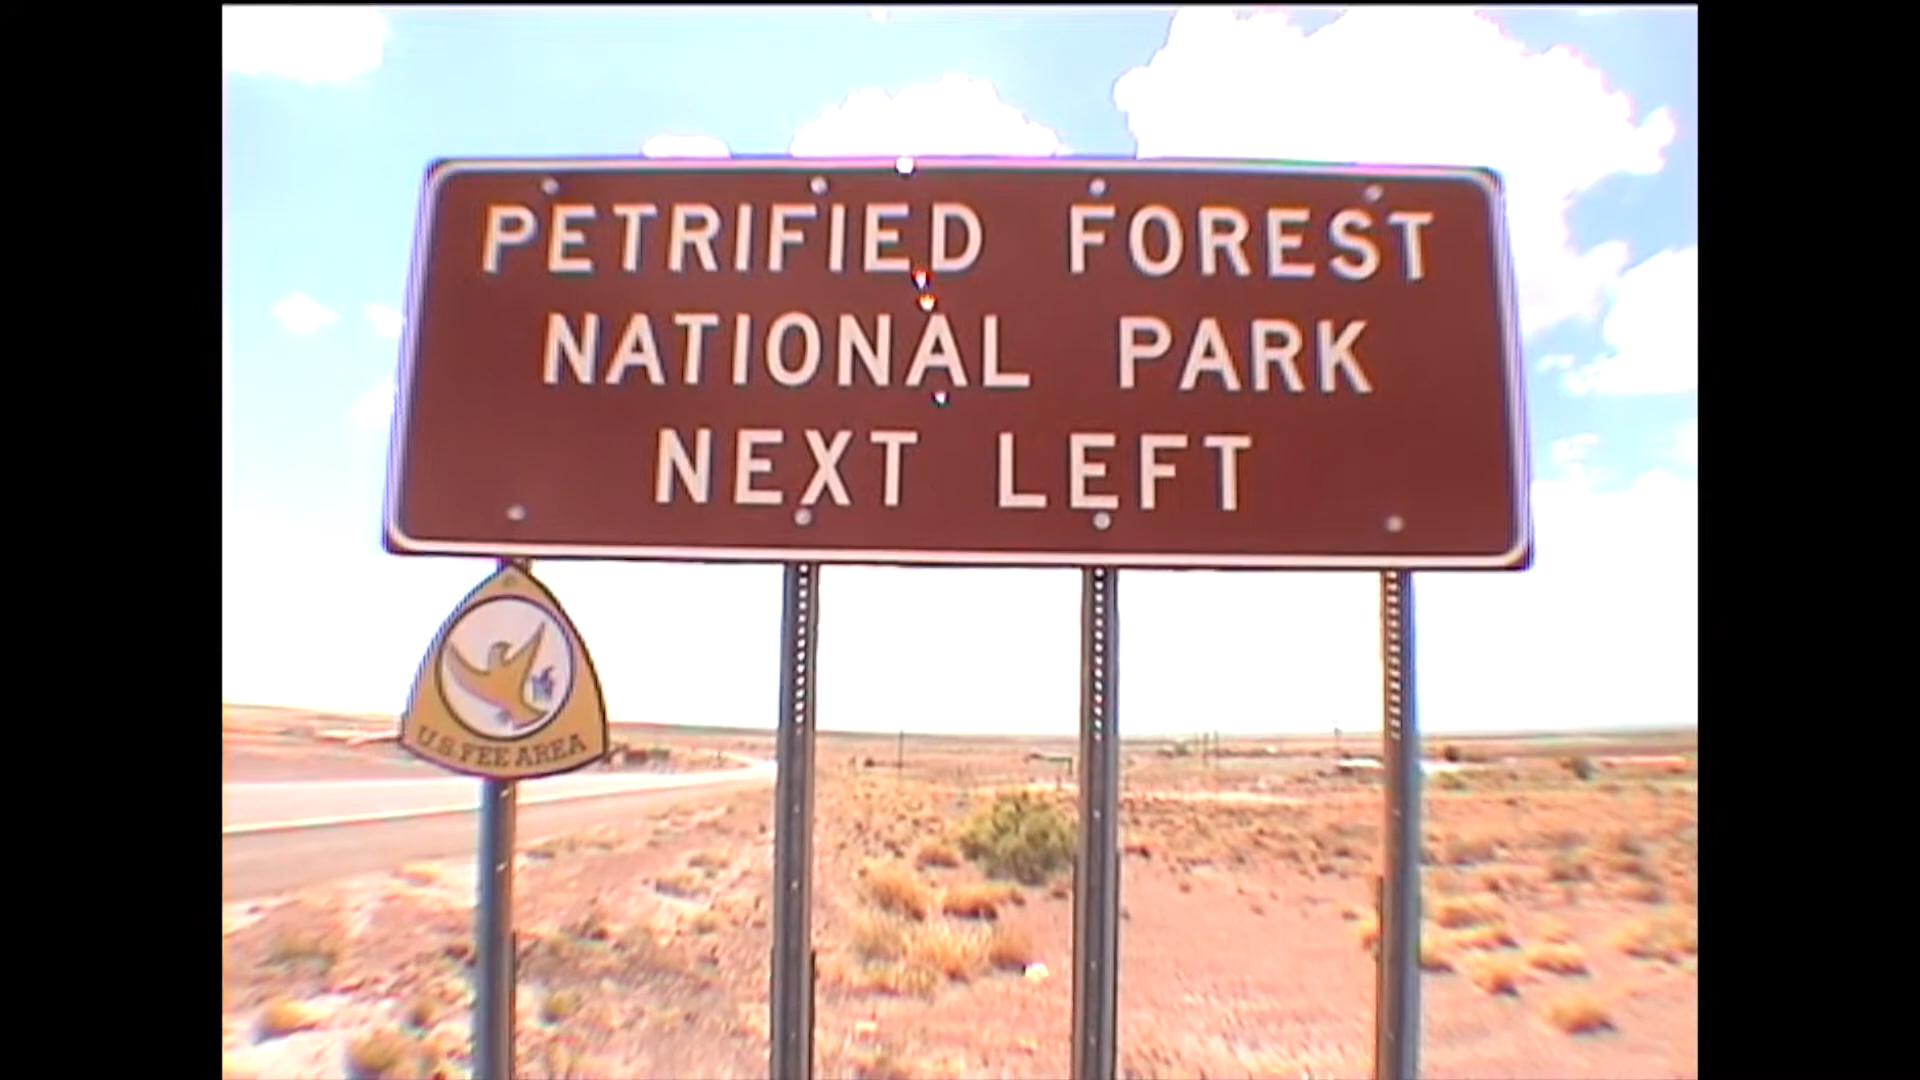 PETRIFIED FOREST
NATIONAL PARK
NEXT LEFT
U.S. FEE AREA